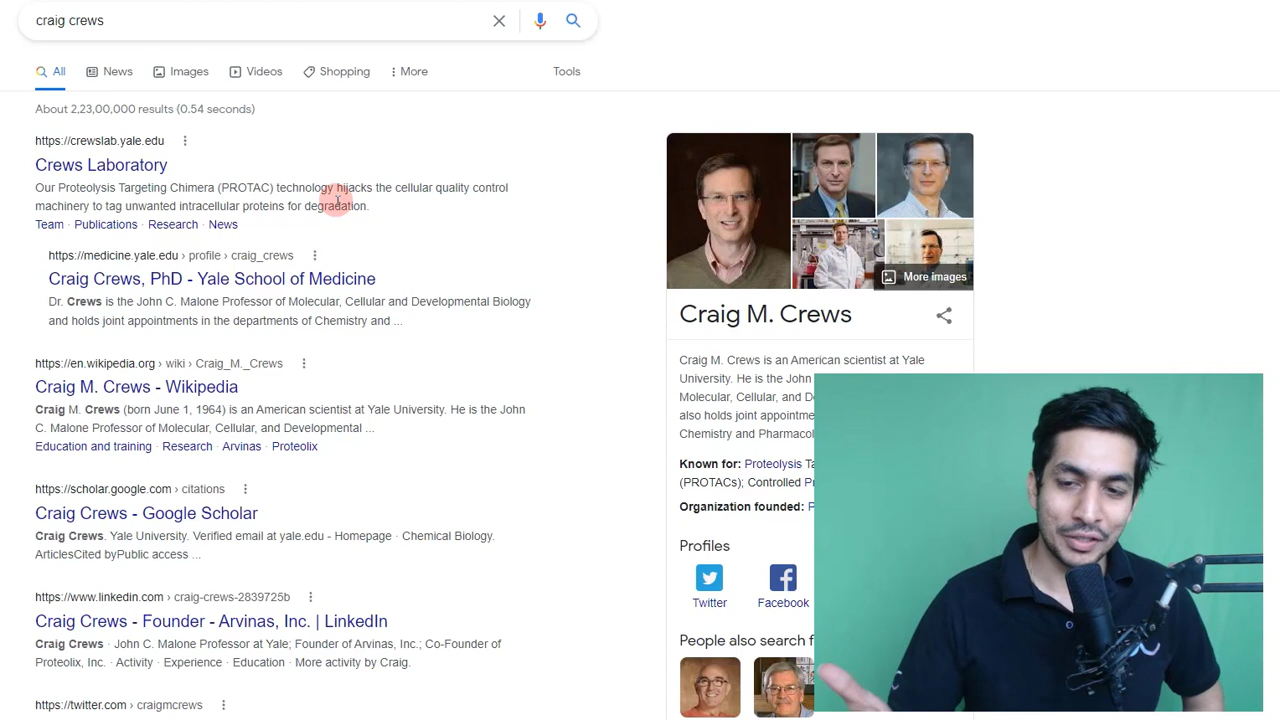 craig crews
All
News
Images
Videos
Shopping
More
Tools
About 2,23,00,000 results (0.54 seconds)
https://crewslab.yale.edu
Crews Laboratory
Our Proteolysis Targeting Chimera (PROTAC) technology hijacks the cellular quality control
machinery to tag unwanted intracellular proteins for degradation.
Team · Publications · Research · News
https://medicine.yale.edu › profile › craig_crews
Craig Crews, PhD - Yale School of Medicine
Dr. Crews is the John C. Malone Professor of Molecular, Cellular and Developmental Biology
and holds joint appointments in the departments of Chemistry and ...
https://en.wikipedia.org › wiki › Craig_M._Crews
Craig M. Crews - Wikipedia
Craig M. Crews (born June 1, 1964) is an American scientist at Yale University. He is the John
C. Malone Professor of Molecular, Cellular, and Developmental ...
Education and training · Research · Arvinas · Proteolix
https://scholar.google.com › citations
Craig Crews - Google Scholar
Craig Crews. Yale University. Verified email at yale.edu - Homepage · Chemical Biology.
ArticlesCited byPublic access ...
https://www.linkedin.com › craig-crews-2839725b
Craig Crews - Founder - Arvinas, Inc. | LinkedIn
Craig Crews · John C. Malone Professor at Yale; Founder of Arvinas, Inc.; Co-Founder of
Proteolix, Inc. · Activity · Experience · Education · More activity by Craig.
https://twitter.com › craigmcrews
More images
Craig M. Crews
Craig M. Crews is an American scientist at Yale
University. He is the John
Molecular, Cellular, and D
also holds joint appointme
Chemistry and Pharmacol
Known for: Proteolysis Ta
(PROTACs); Controlled P
Organization founded: P
Profiles
Twitter
Facebook
People also search f